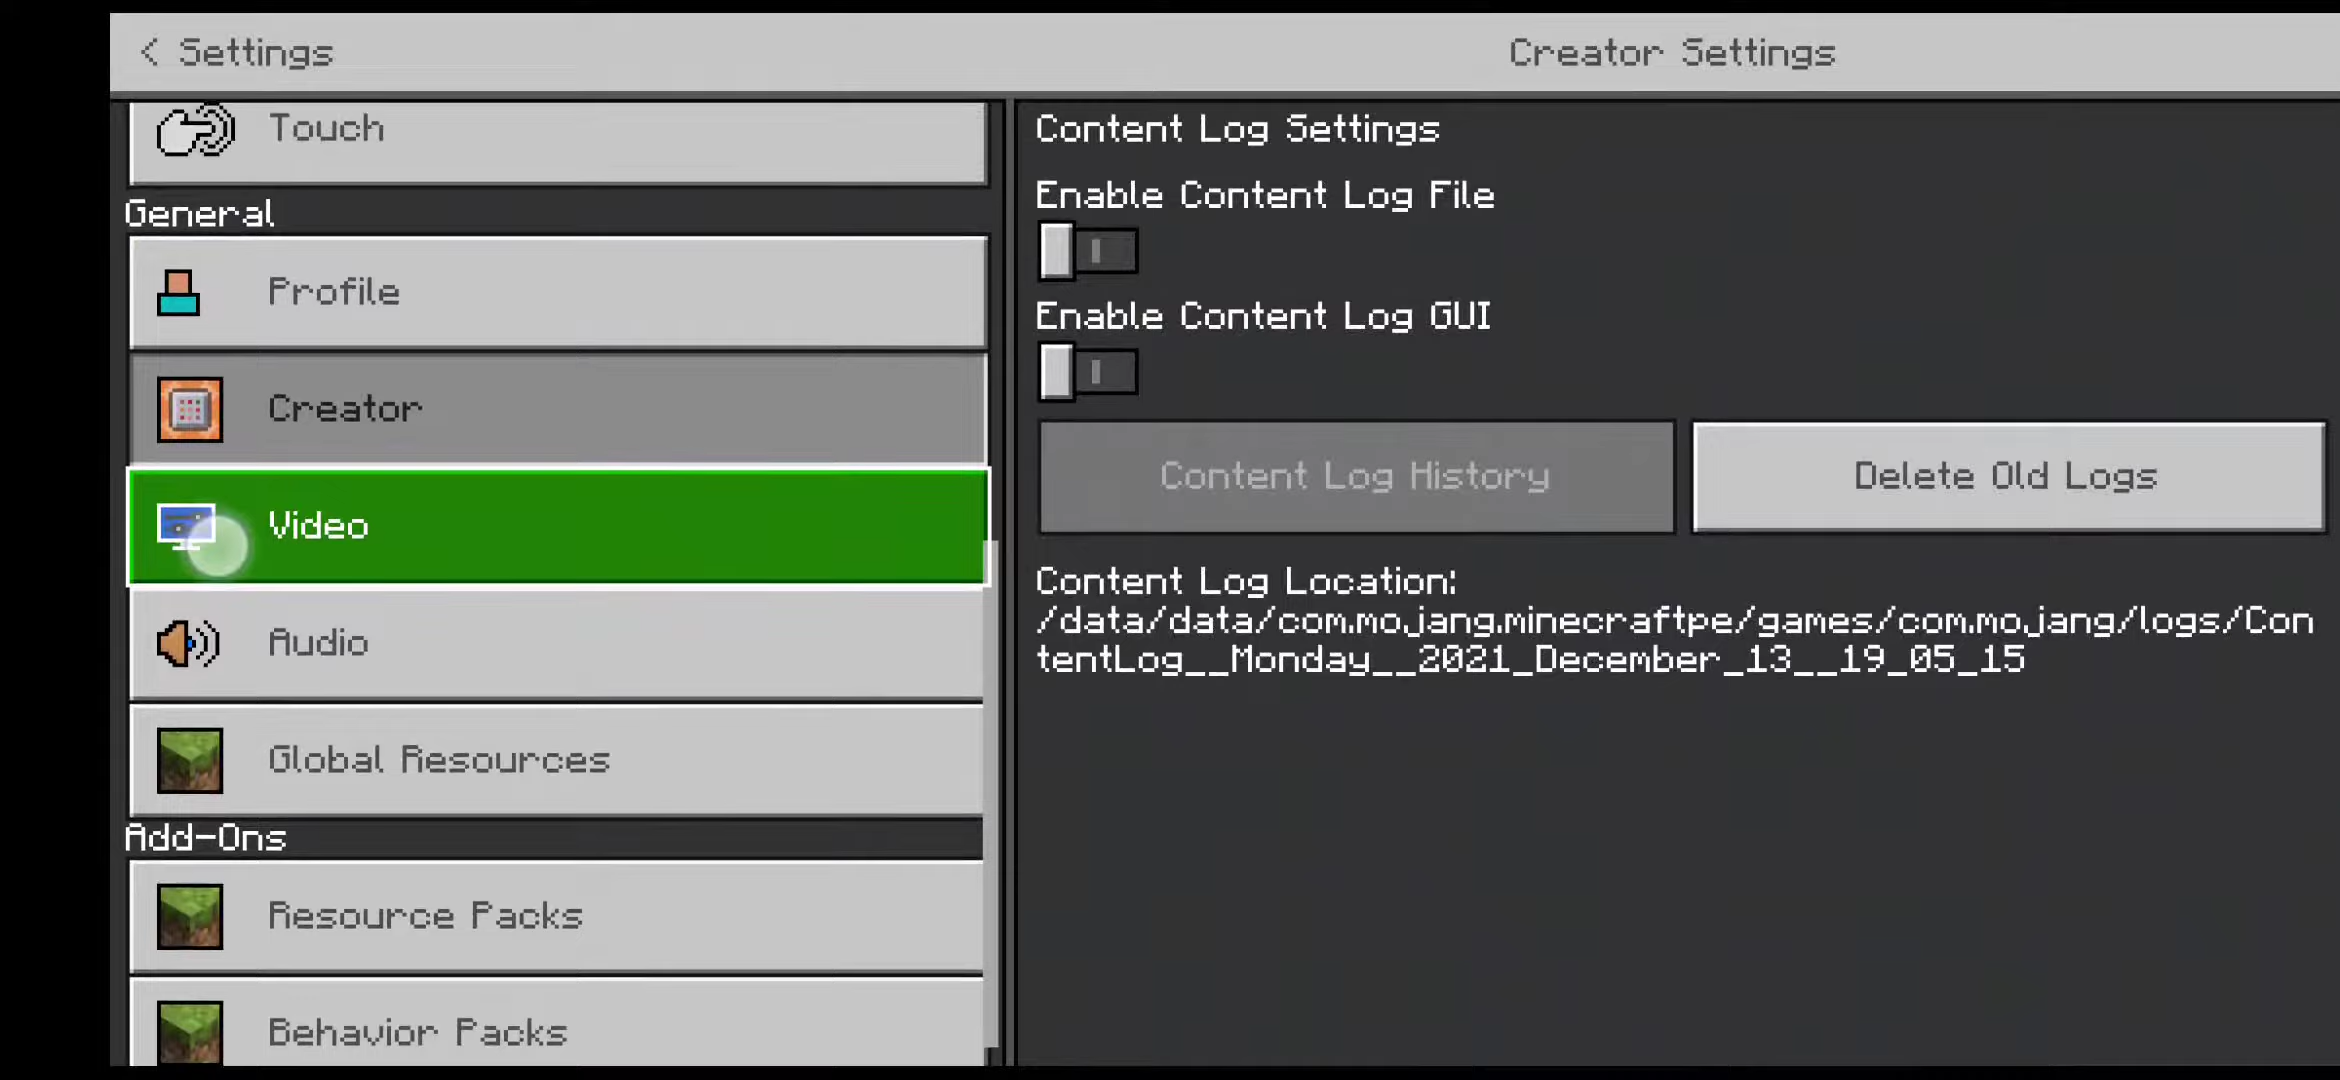 < Settings
Creator Settings
Touch
General
Profile
Creator
Video
Audio
Global Resources
Add-Ons
Resource Packs
Behavior Packs
Content Log Settings
Enable Content Log File
Enable Content Log GUI
Content Log History
Delete Old Logs
Content Log Location:
/data/data/com.mojang.minecraftpe/games/com.mojang/logs/Con
tentLog__Monday__2021_December_13__19_05_15